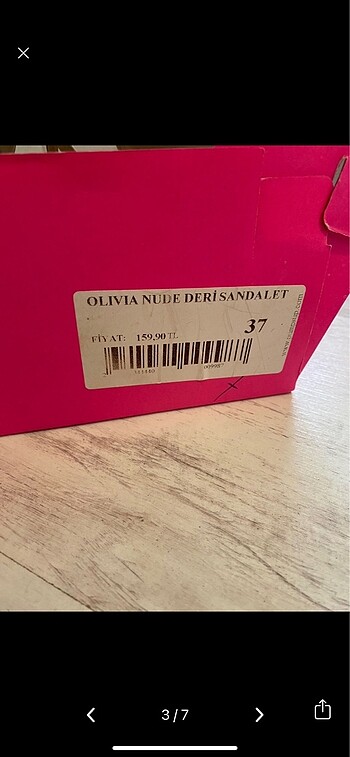 OLIVIA NUDE DERİ SANDALET
37
FİYAT: 159,90 TL
3 / 7